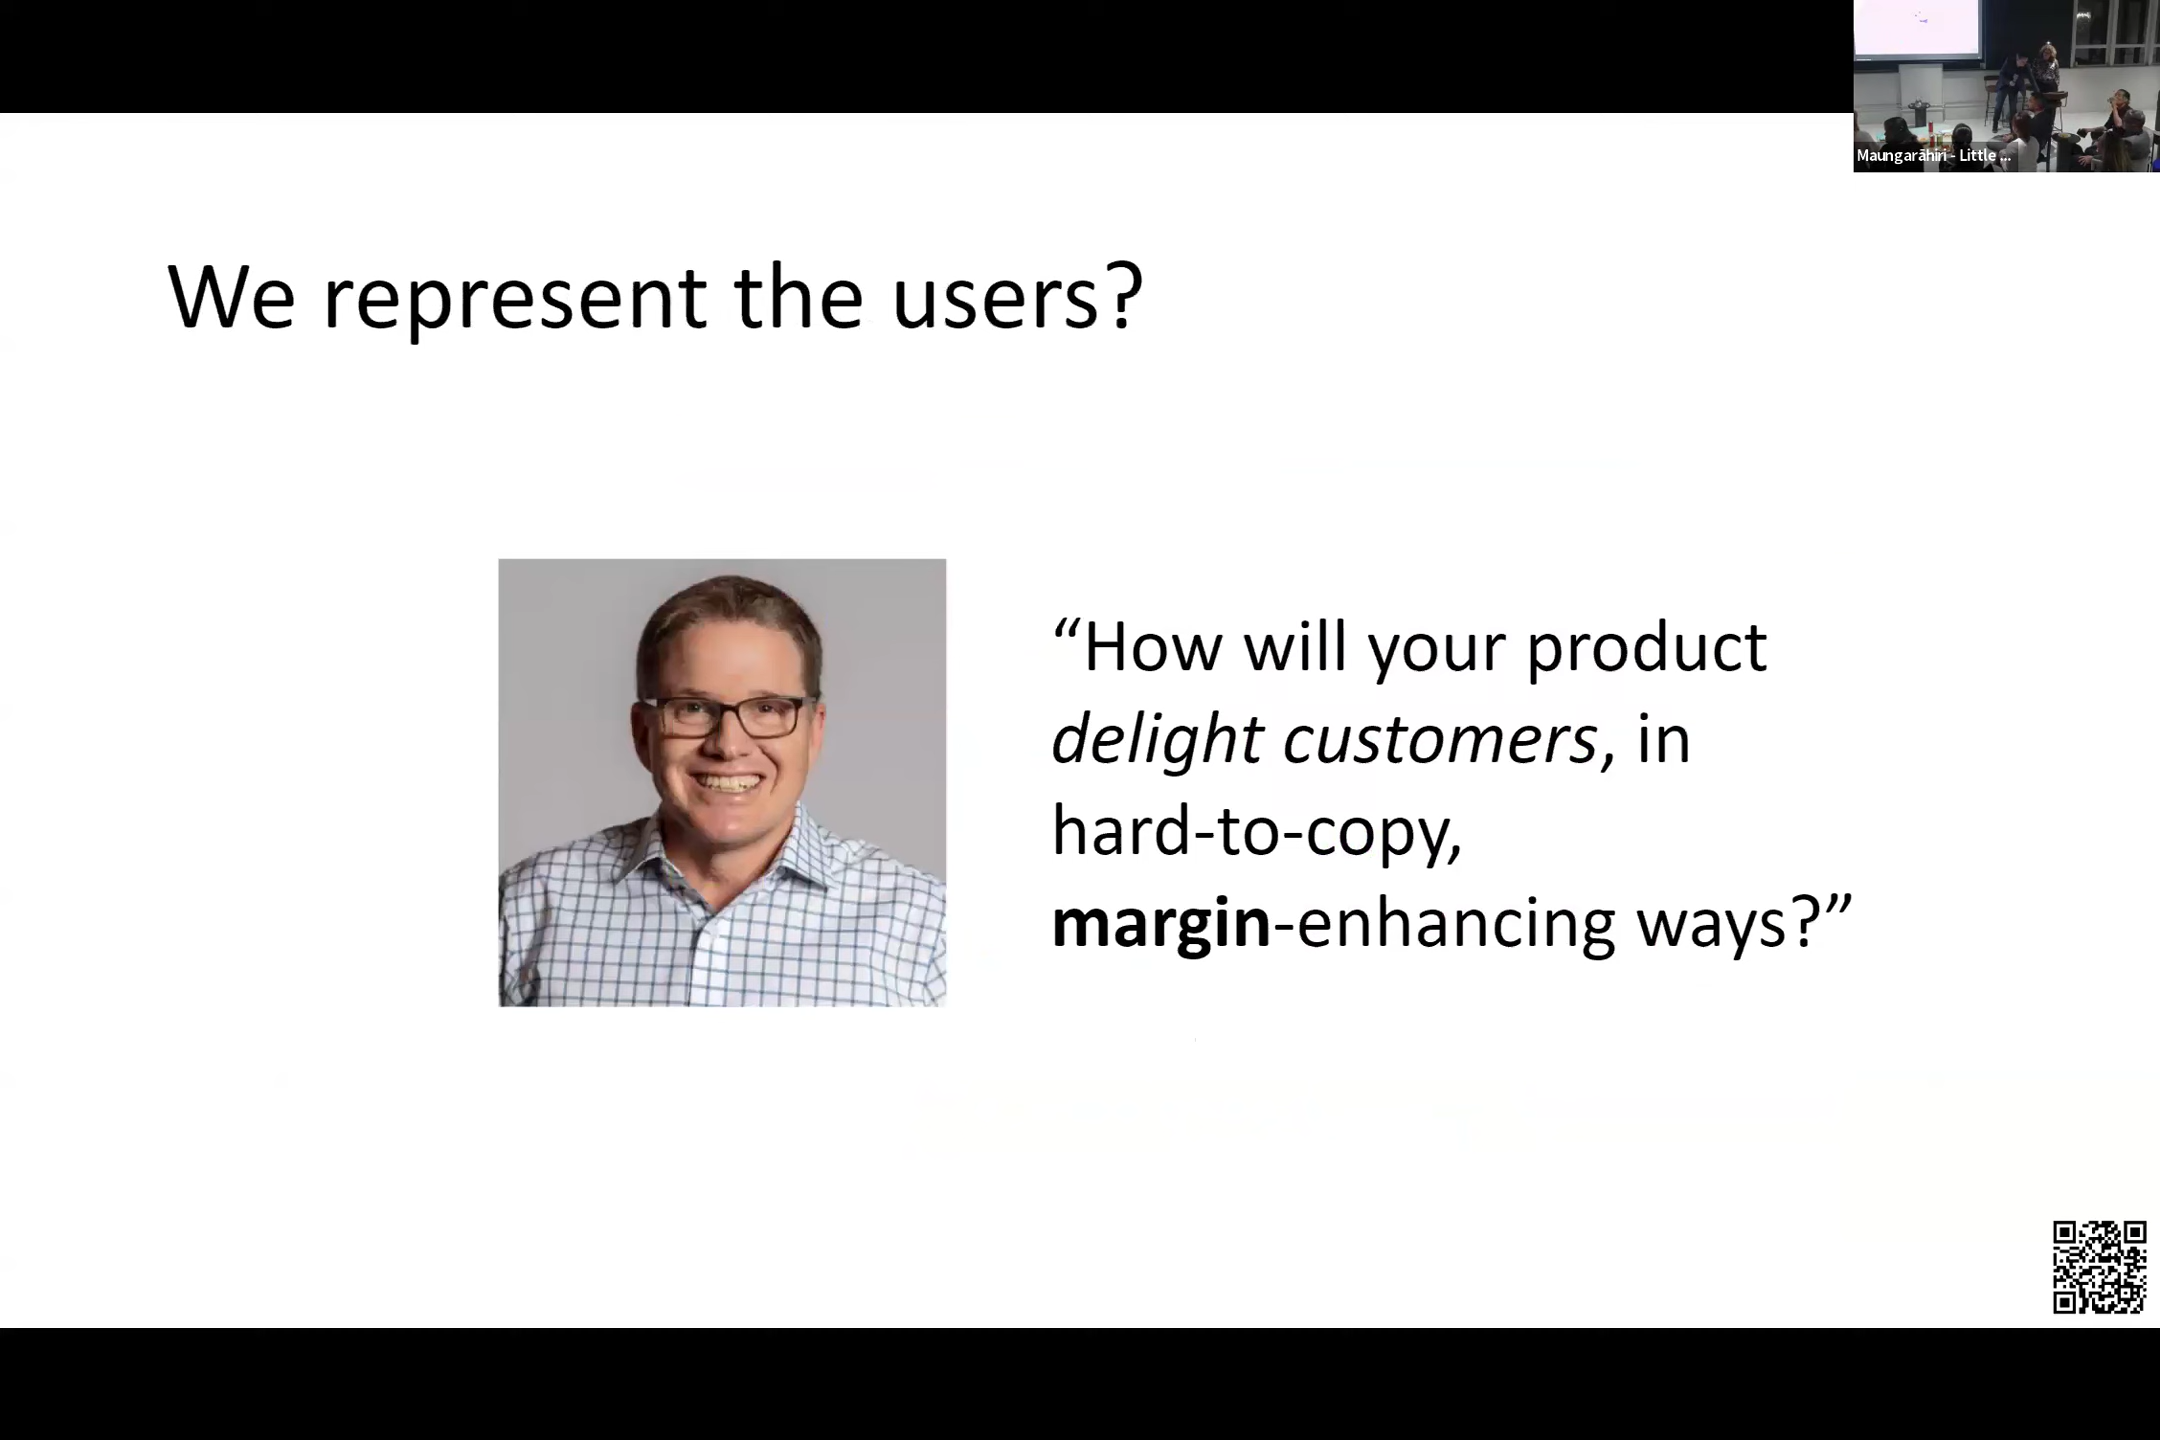 Maungarāhiri - Little ...
We represent the users?
“How will your product
delight customers, in
hard-to-copy,
margin-enhancing ways?”